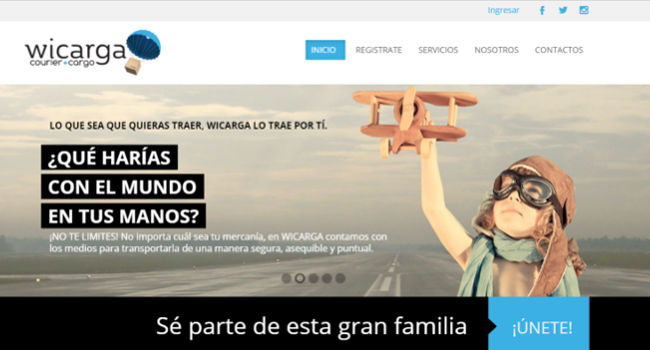 Ingresar
wicarga
courier+cargo
INICIO REGISTRATE SERVICIOS NOSOTROS CONTACTOS
LO QUE SEA QUE QUIERAS TRAER, WICARGA LO TRAE POR TÍ.
¿QUÉ HARÍAS
CON EL MUNDO
EN TUS MANOS?
¡NO TE LIMITES! No importa cuál sea tu mercanía, en WICARGA contamos con
los medios para transportarla de una manera segura, asequible y puntual.
Sé parte de esta gran familia ¡ÚNETE!